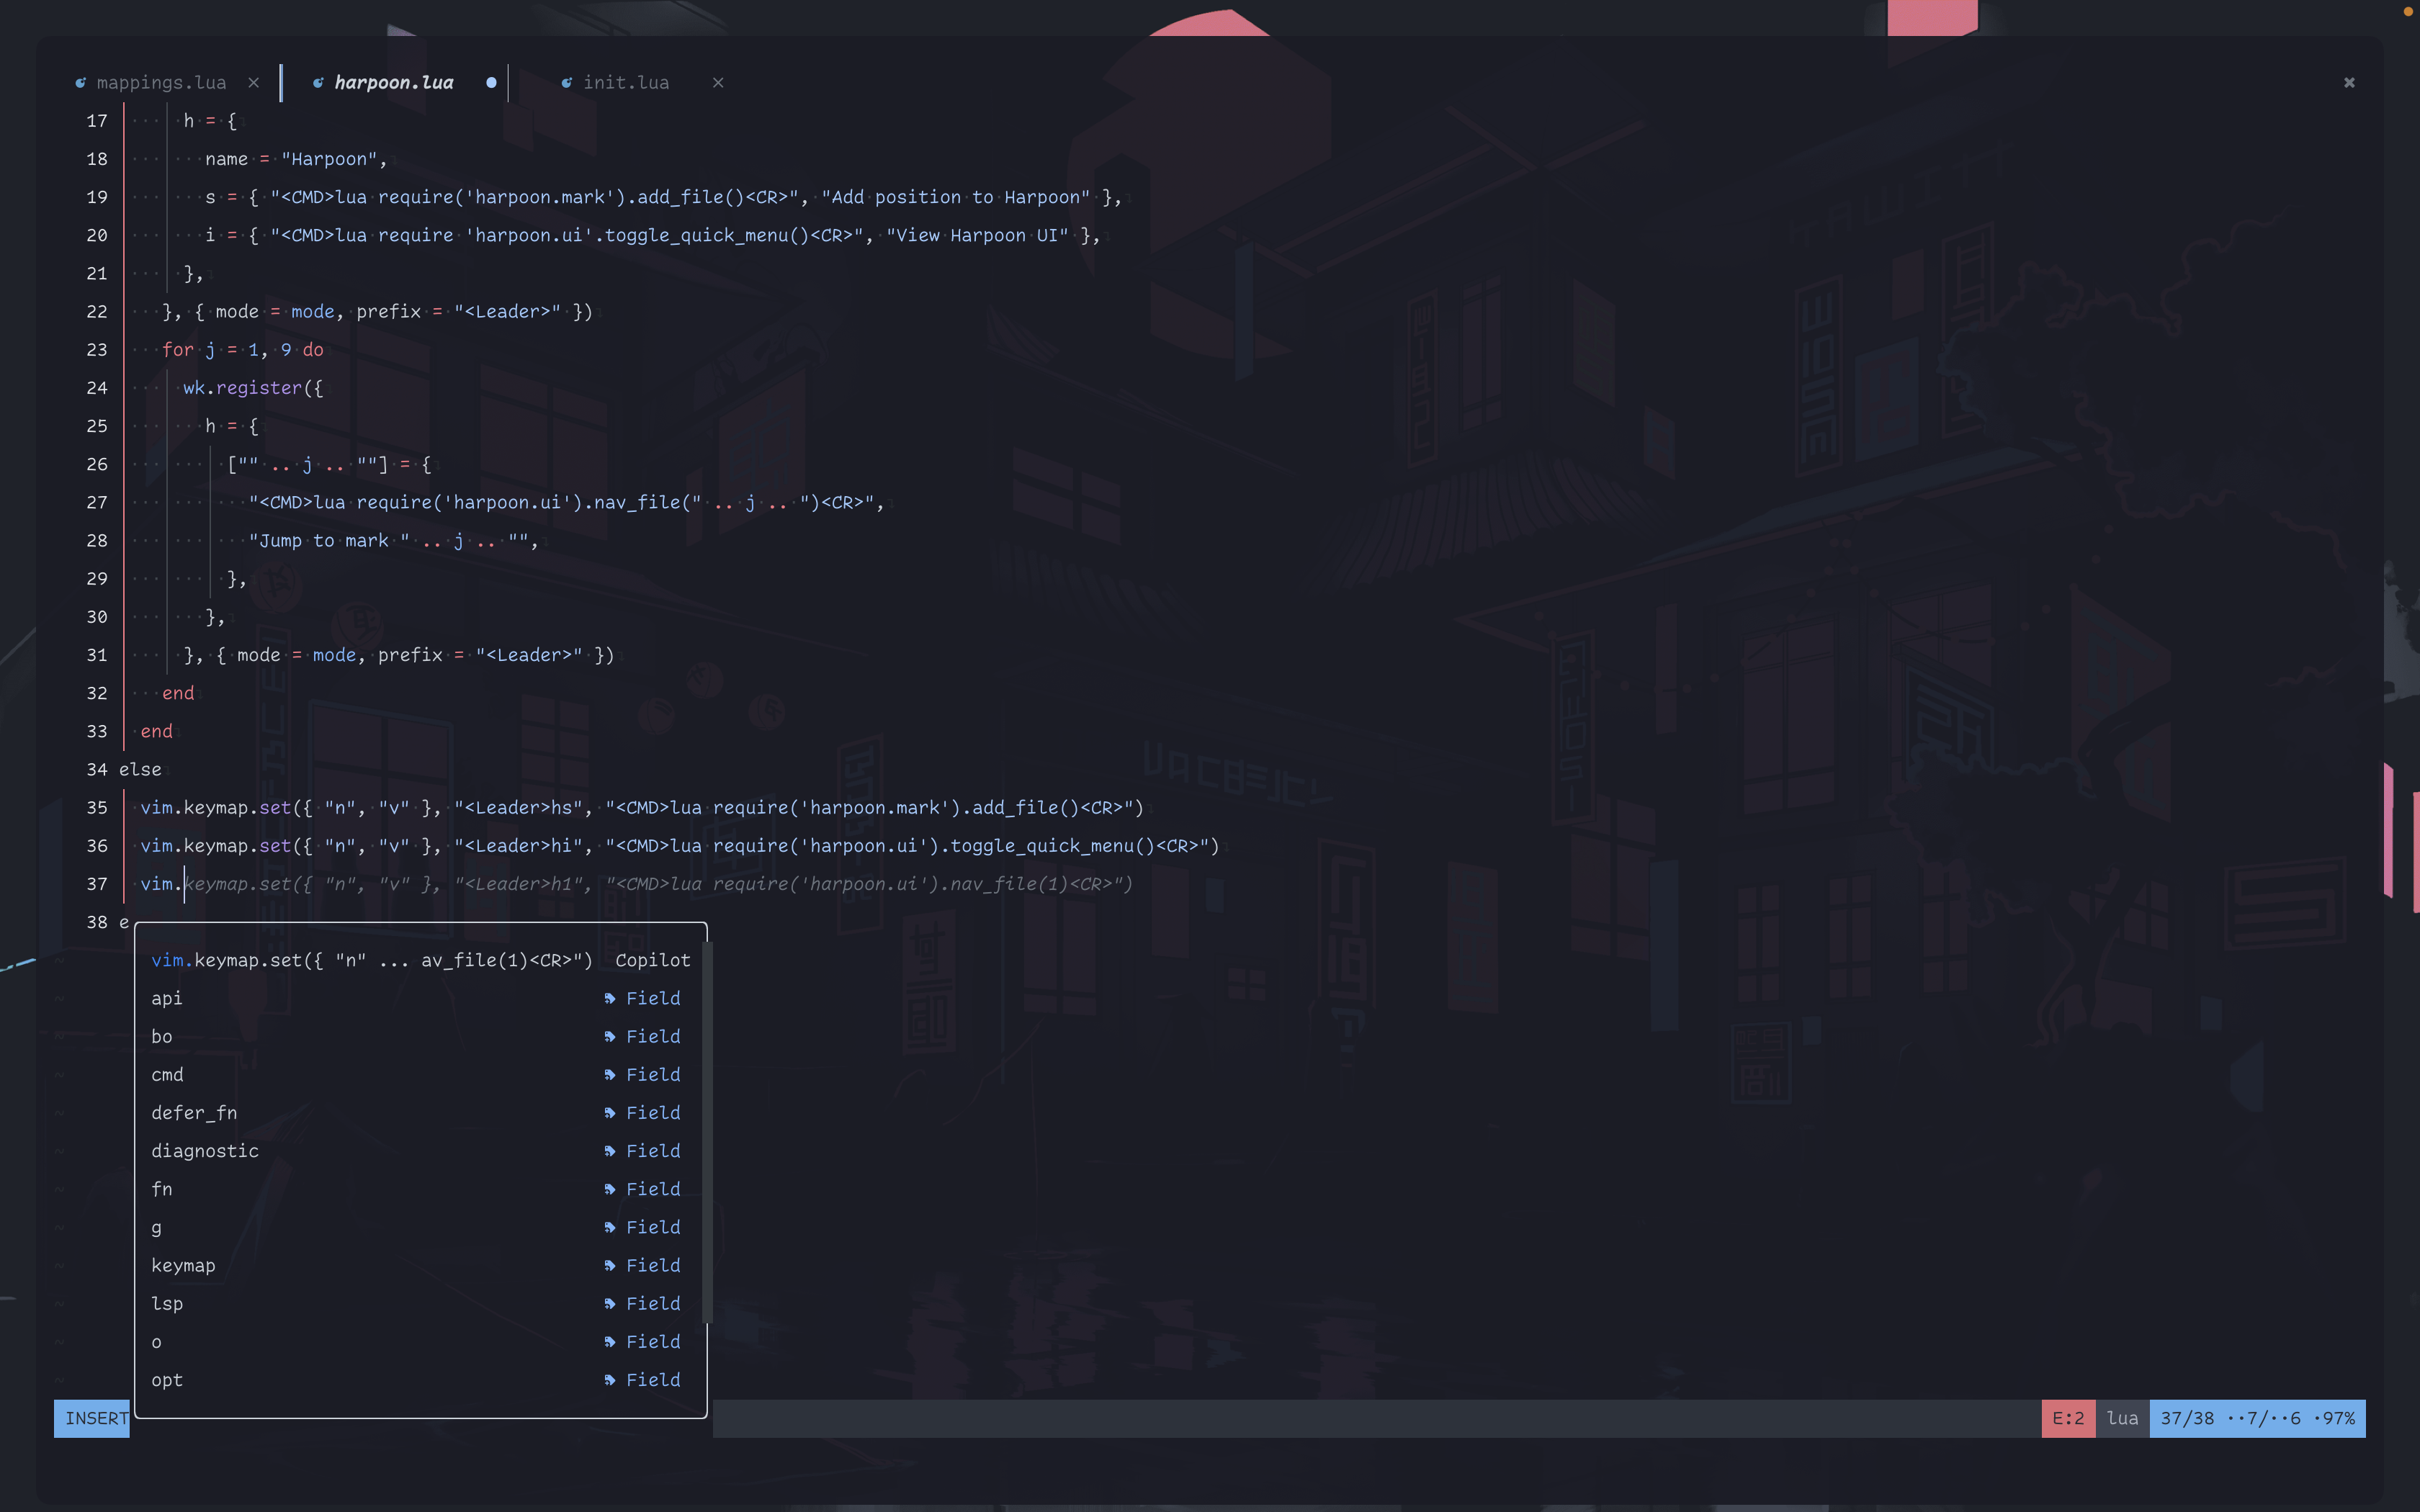 mappings.lua × harpoon.lua ● init.lua × ×
17 h = {
18 name = "Harpoon",
19 s = { "<CMD>lua require('harpoon.mark').add_file()<CR>", "Add position to Harpoon" },
20 i = { "<CMD>lua require 'harpoon.ui'.toggle_quick_menu()<CR>", "View Harpoon UI" },
21 },
22 }, { mode = mode, prefix = "<Leader>" })
23 for j = 1, 9 do
24 wk.register({
25 h = {
26 ["" .. j .. ""] = {
27 "<CMD>lua require('harpoon.ui').nav_file(" .. j .. ")<CR>",
28 "Jump to mark " .. j .. "",
29 },
30 },
31 }, { mode = mode, prefix = "<Leader>" })
32 end
33 end
34 else
35 vim.keymap.set({ "n", "v" }, "<Leader>hs", "<CMD>lua require('harpoon.mark').add_file()<CR>")
36 vim.keymap.set({ "n", "v" }, "<Leader>hi", "<CMD>lua require('harpoon.ui').toggle_quick_menu()<CR>")
37 vim.keymap.set({ "n", "v" }, "<Leader>h1", "<CMD>lua require('harpoon.ui').nav_file(1)<CR>")
38 e
vim.keymap.set({ "n" ... av_file(1)<CR>") Copilot
api Field
bo Field
cmd Field
defer_fn Field
diagnostic Field
fn Field
g Field
keymap Field
lsp Field
o Field
opt Field
INSERT E:2 lua 37/38 ··7/··6 ·97%